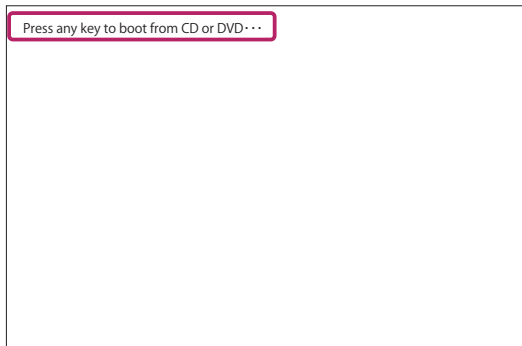 Press any key to boot from CD or DVD･･･